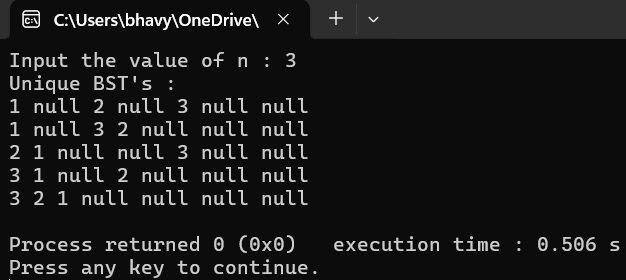 C:\Users\bhavy\OneDrive\
Input the value of n : 3
Unique BST's :
1 null 2 null 3 null null
1 null 3 2 null null null
2 1 null null 3 null null
3 1 null 2 null null null
3 2 1 null null null null
Process returned 0 (0x0)   execution time : 0.506 s
Press any key to continue.